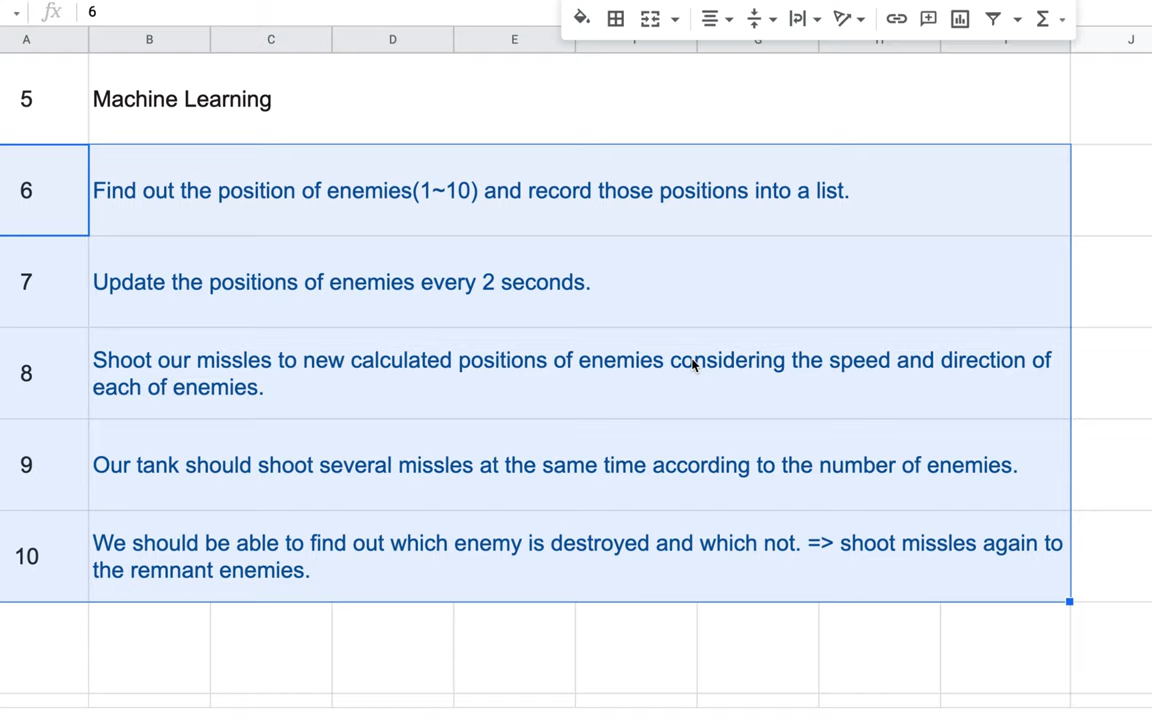 fx 6
A B C D E J
5 Machine Learning
6 Find out the position of enemies(1~10) and record those positions into a list.
7 Update the positions of enemies every 2 seconds.
8 Shoot our missles to new calculated positions of enemies considering the speed and direction of
each of enemies.
9 Our tank should shoot several missles at the same time according to the number of enemies.
10 We should be able to find out which enemy is destroyed and which not. => shoot missles again to
the remnant enemies.